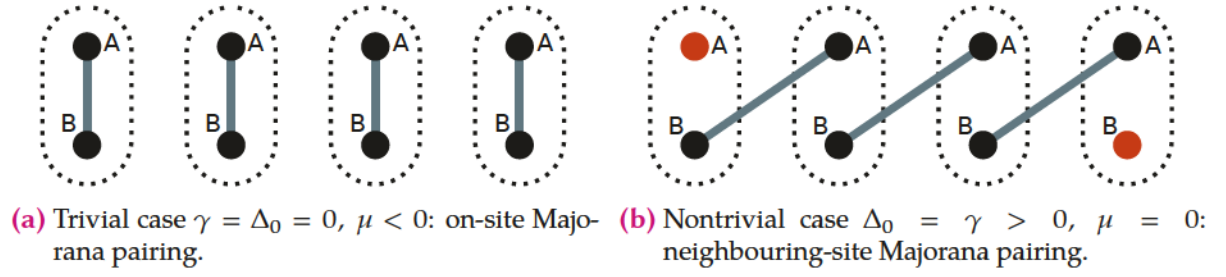 A A A A A A A A
B B B B B B B B
(a) Trivial case γ = Δ₀ = 0, μ < 0: on-site Majo-
rana pairing.
(b) Nontrivial case Δ₀ = γ > 0, μ = 0:
neighbouring-site Majorana pairing.